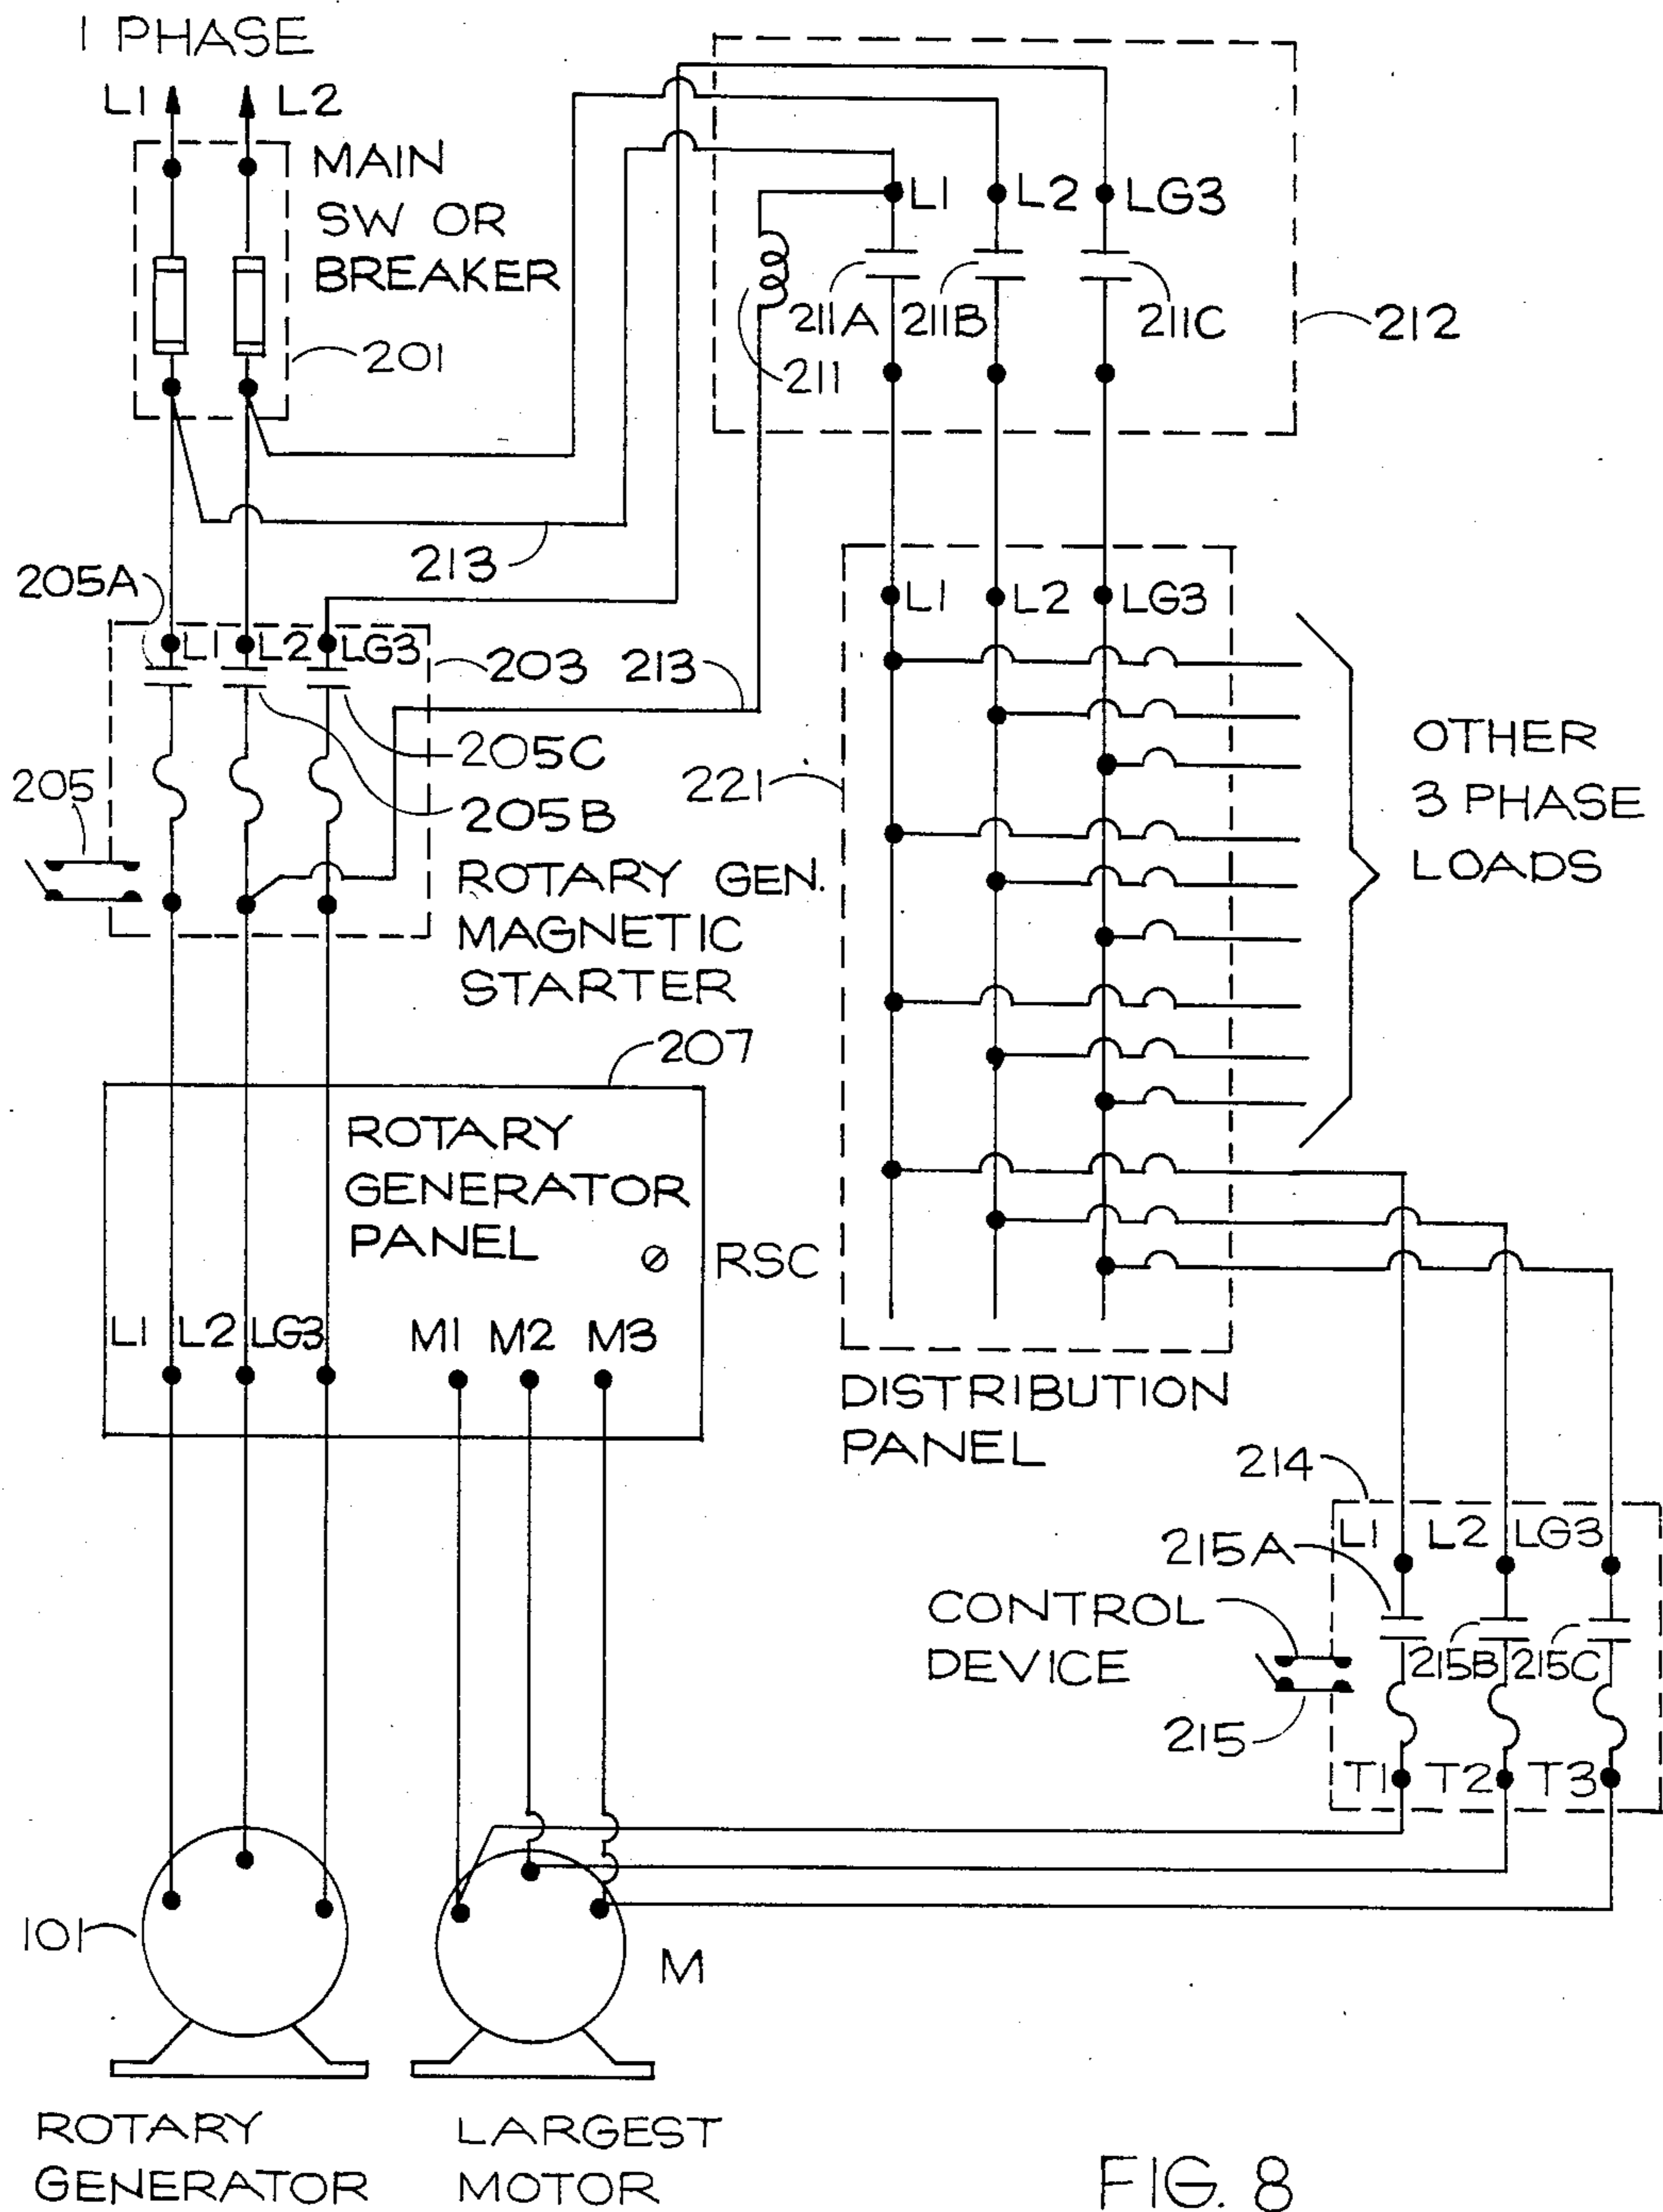 1 PHASE
L1 L2
MAIN
SW OR
BREAKER
201
L1 L2 LG3
211A 211B 211C
211
212
213
205A
L1 L2 LG3
203
213
205C
205B
205
ROTARY GEN.
MAGNETIC
STARTER
L1 L2 LG3
221
OTHER
3 PHASE
LOADS
207
ROTARY
GENERATOR
PANEL
RSC
L1 L2 LG3 M1 M2 M3
DISTRIBUTION
PANEL
214
L1 L2 LG3
215A
CONTROL
DEVICE
215B 215C
215
T1 T2 T3
101
M
ROTARY
GENERATOR
LARGEST
MOTOR
FIG. 8